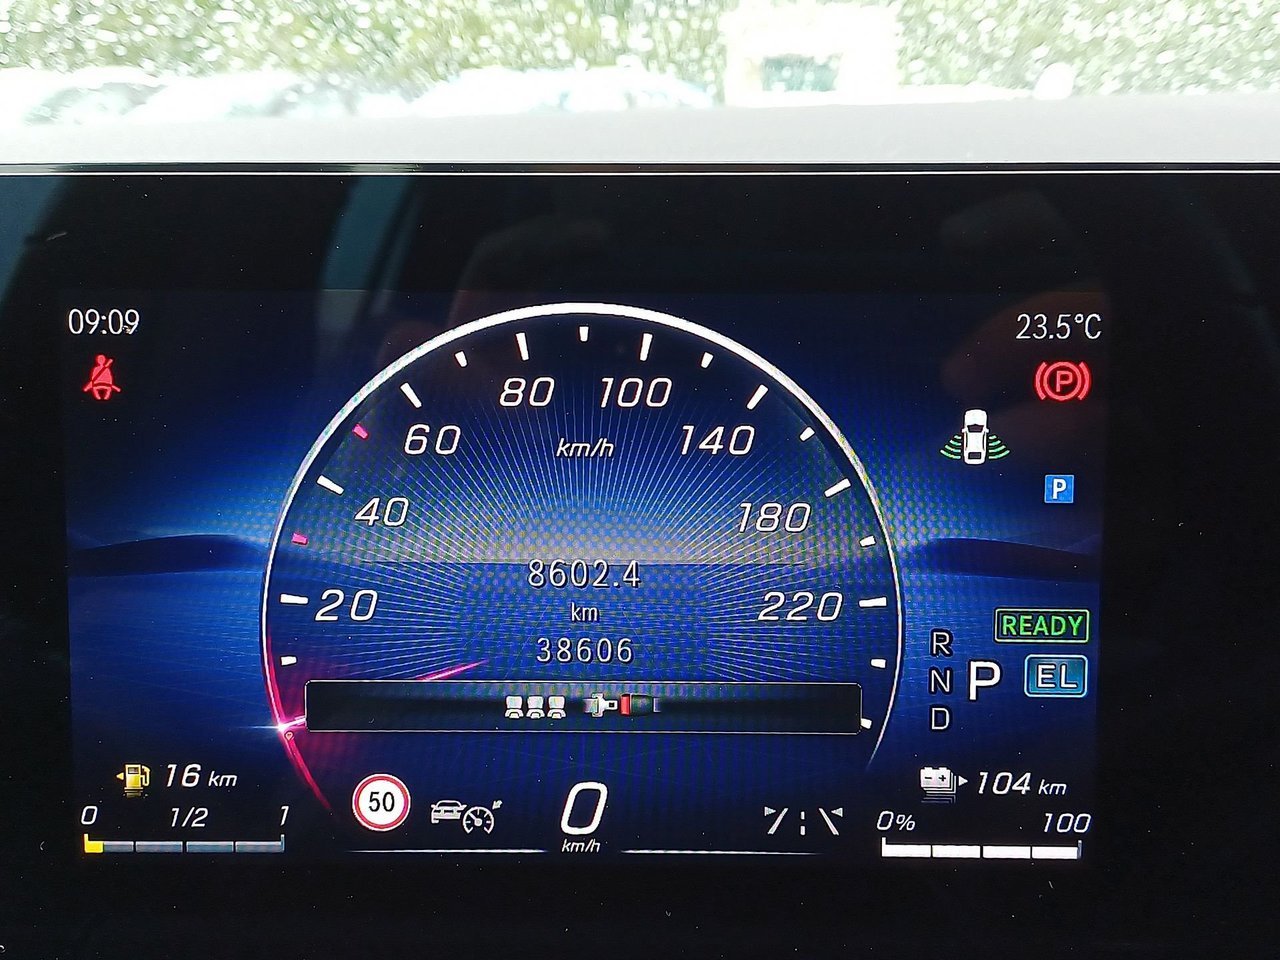 09:09
23.5°C
P
80 100
60 km/h 140
P
40 180
8602.4
20 km 220
READY
R
38606
N P EL
D
16 km
104 km
0 1/2 1
50
0
0% 100
km/h